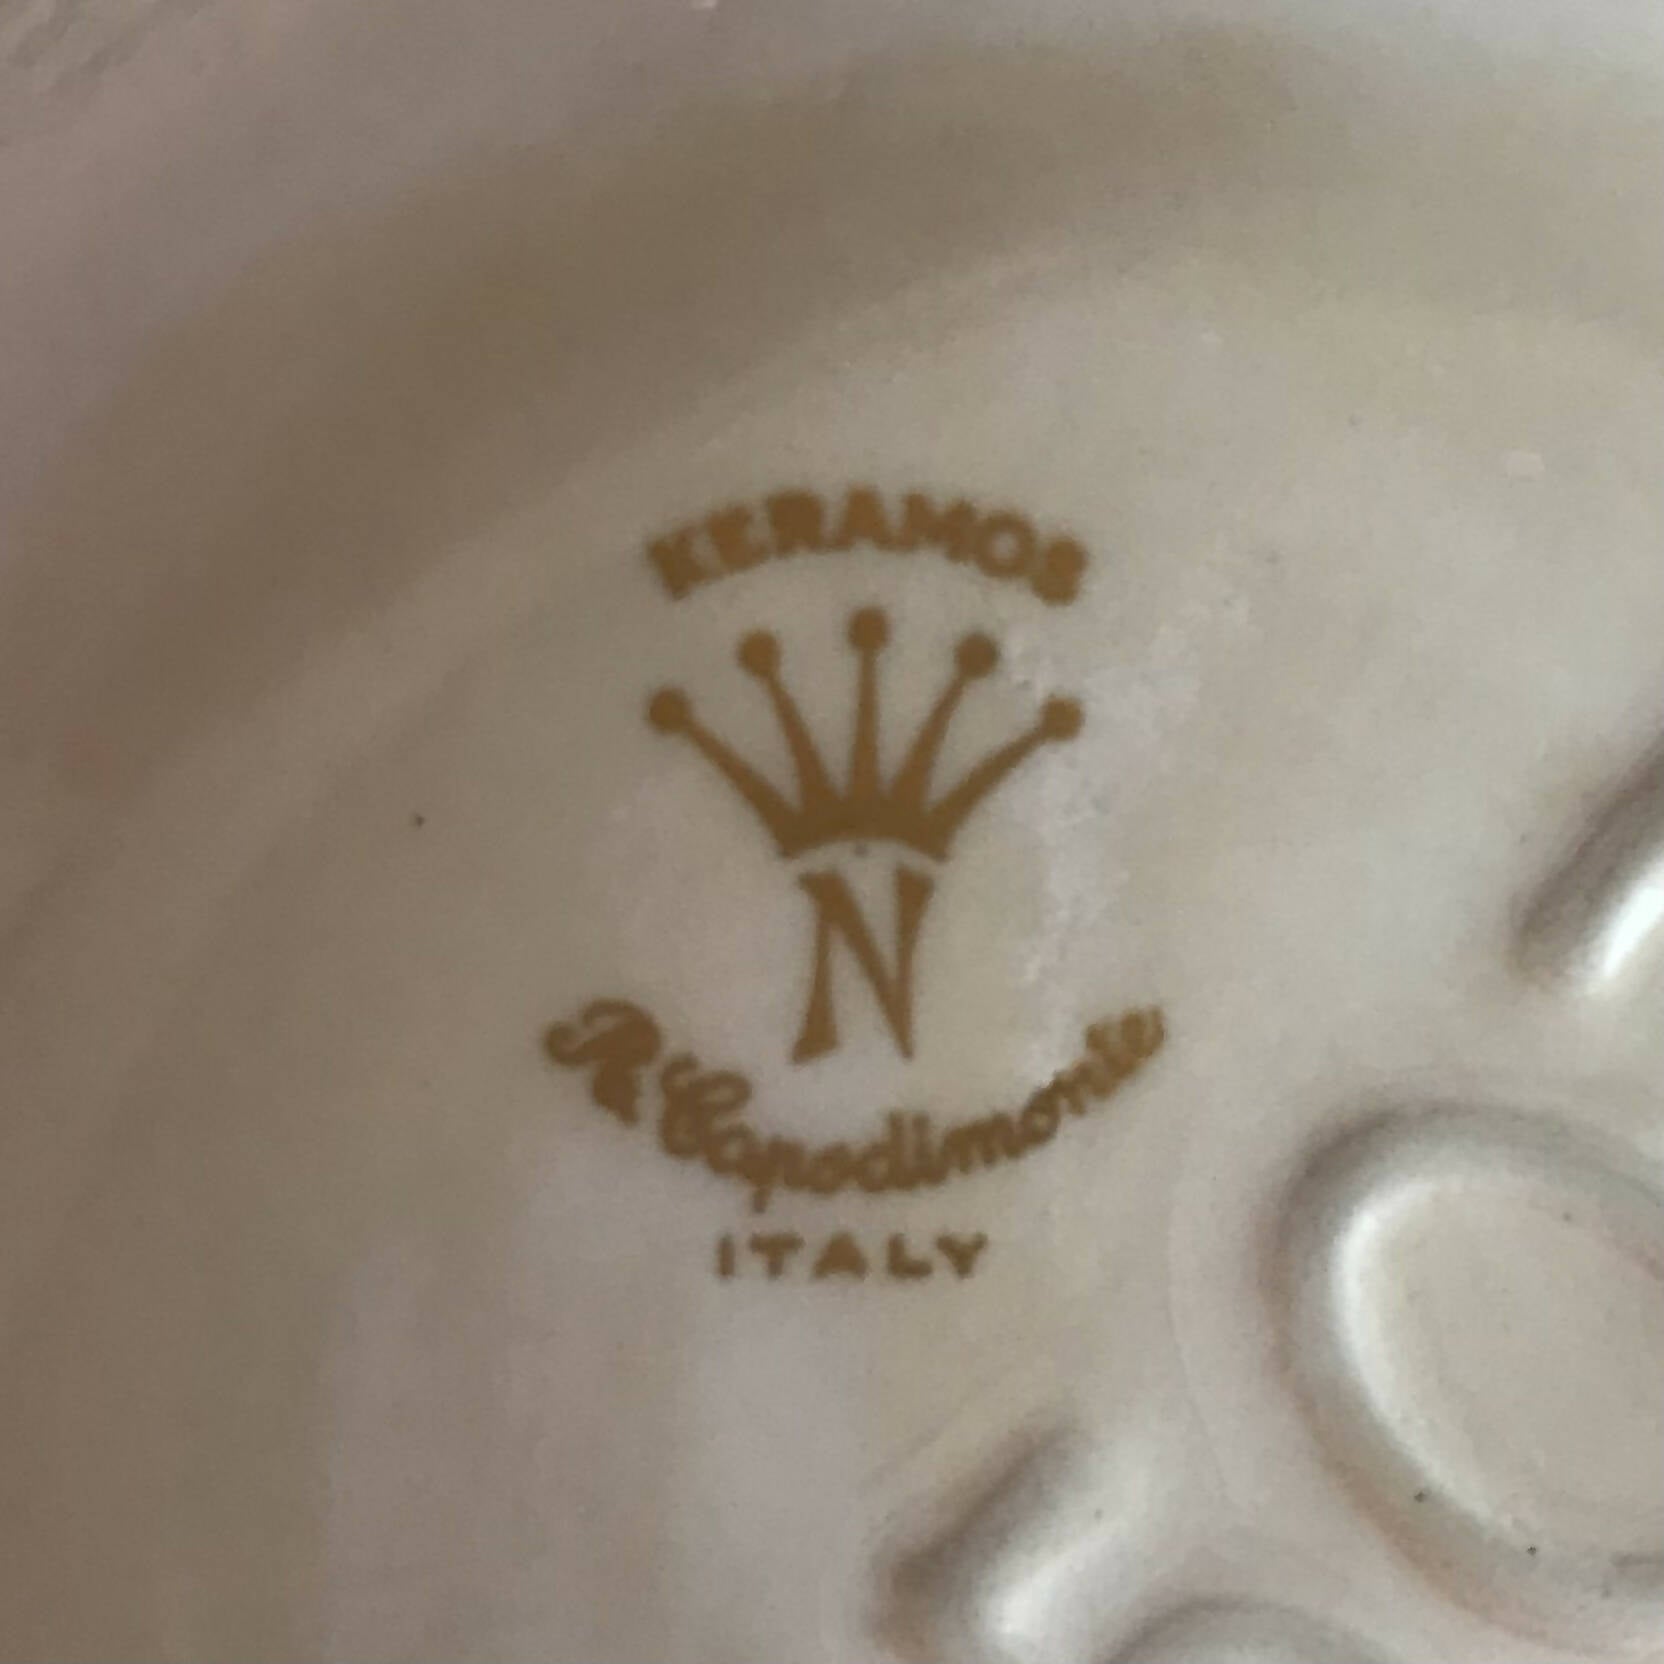 KERAMOS
N
R. Capodimonte
ITALY